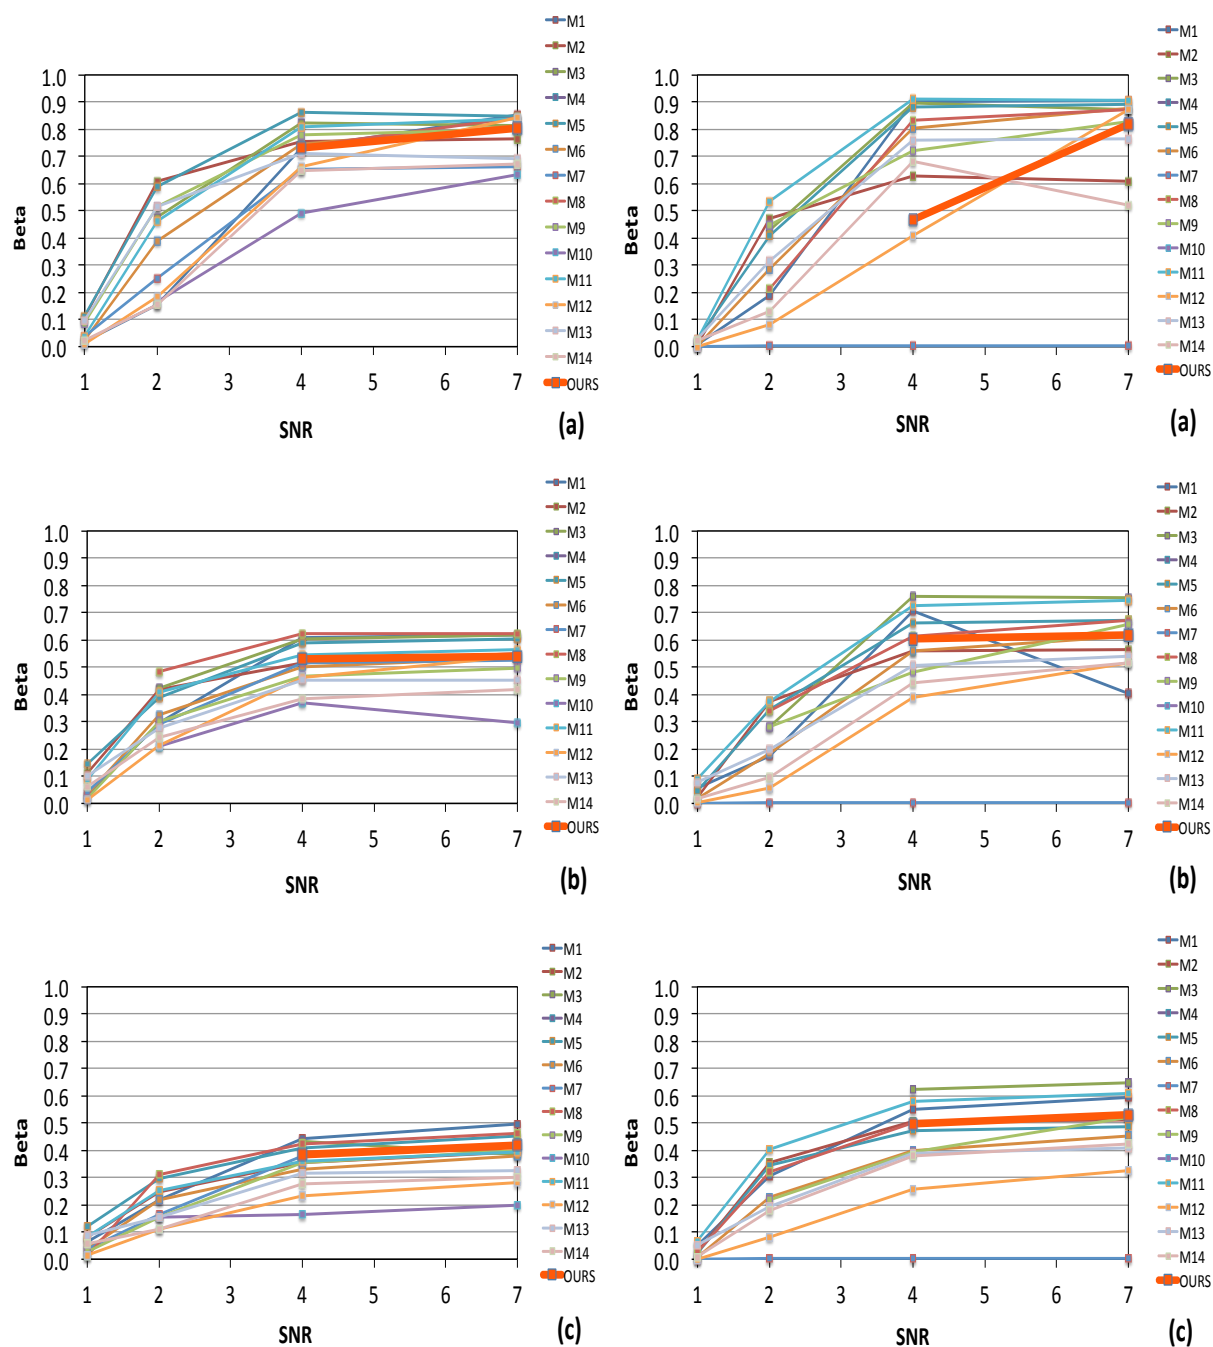 M1
M2
M3
M4
M5
M6
M7
M8
M9
M10
M11
M12
M13
M14
OURS
1.0
0.9
0.8
0.7
0.6
0.5
0.4
0.3
0.2
0.1
0.0
Beta
1 2 3 4 5 6 7
SNR
(a)
M1
M2
M3
M4
M5
M6
M7
M8
M9
M10
M11
M12
M13
M14
OURS
1.0
0.9
0.8
0.7
0.6
0.5
0.4
0.3
0.2
0.1
0.0
Beta
1 2 3 4 5 6 7
SNR
(a)
M1
M2
M3
M4
M5
M6
M7
M8
M9
M10
M11
M12
M13
M14
OURS
1.0
0.9
0.8
0.7
0.6
0.5
0.4
0.3
0.2
0.1
0.0
Beta
1 2 3 4 5 6 7
SNR
(b)
M1
M2
M3
M4
M5
M6
M7
M8
M9
M10
M11
M12
M13
M14
OURS
1.0
0.9
0.8
0.7
0.6
0.5
0.4
0.3
0.2
0.1
0.0
Beta
1 2 3 4 5 6 7
SNR
(b)
M1
M2
M3
M4
M5
M6
M7
M8
M9
M10
M11
M12
M13
M14
OURS
1.0
0.9
0.8
0.7
0.6
0.5
0.4
0.3
0.2
0.1
0.0
Beta
1 2 3 4 5 6 7
SNR
(c)
M1
M2
M3
M4
M5
M6
M7
M8
M9
M10
M11
M12
M13
M14
OURS
1.0
0.9
0.8
0.7
0.6
0.5
0.4
0.3
0.2
0.1
0.0
Beta
1 2 3 4 5 6 7
SNR
(c)